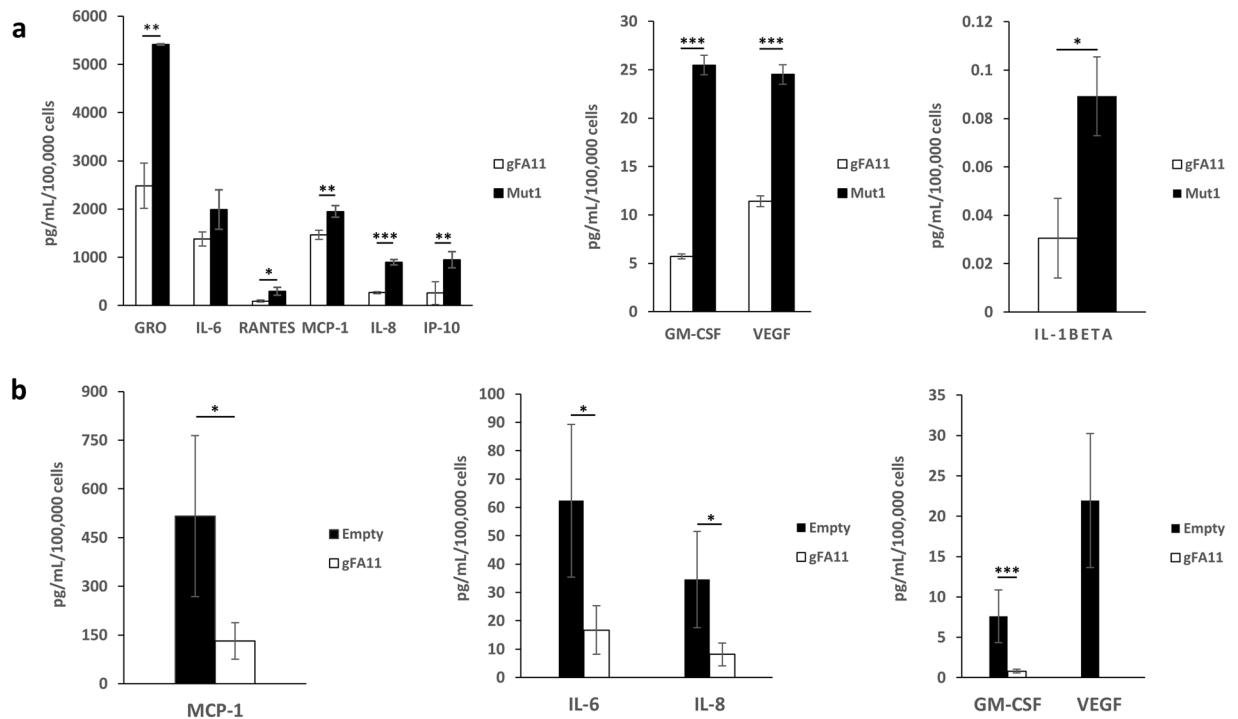 a
pg/mL/100,000 cells
6000
5000
4000
3000
2000
1000
0
**
*
**
***
**
GRO IL-6 RANTES MCP-1 IL-8 IP-10
gFA11
Mut1
pg/mL/100,000 cells
30
25
20
15
10
5
0
*** ***
GM-CSF VEGF
gFA11
Mut1
pg/mL/100,000 cells
0.12
0.1
0.08
0.06
0.04
0.02
0
*
IL-1BETA
gFA11
Mut1
b
pg/mL/100,000 cells
900
750
600
450
300
150
0
*
MCP-1
Empty
gFA11
pg/mL/100,000 cells
100
90
80
70
60
50
40
30
20
10
0
*
*
IL-6 IL-8
Empty
gFA11
pg/mL/100,000 cells
35
30
25
20
15
10
5
0
***
GM-CSF VEGF
Empty
gFA11